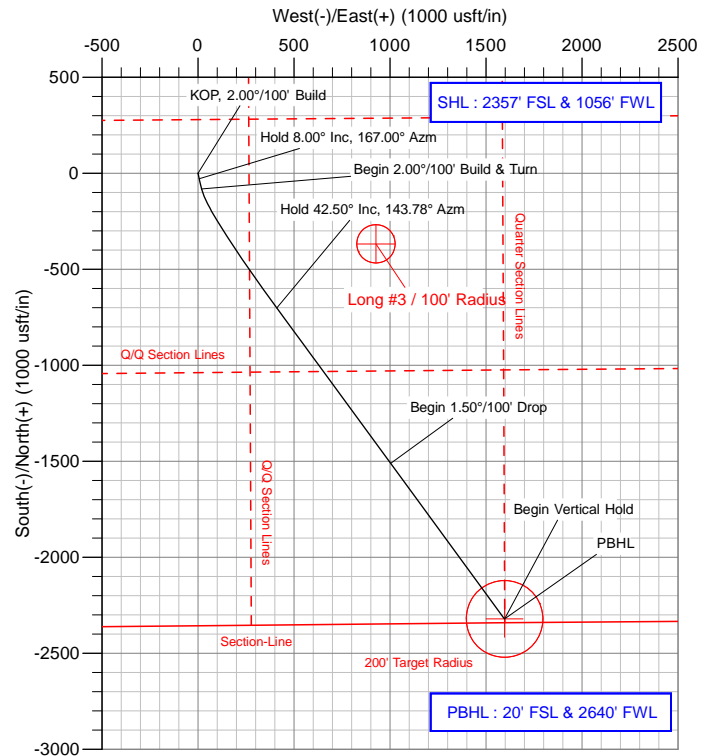 West(-)/East(+) (1000 usft/in)
-500 0 500 1000 1500 2000 2500
500
KOP, 2.00°/100' Build
SHL : 2357' FSL & 1056' FWL
Hold 8.00° Inc, 167.00° Azm
0
Begin 2.00°/100' Build & Turn
Hold 42.50° Inc, 143.78° Azm
Quarter Section Lines
-500
Long #3 / 100' Radius
Q/Q Section Lines
-1000
South(-)/North(+) (1000 usft/in)
Begin 1.50°/100' Drop
-1500
Q/Q Section Lines
Begin Vertical Hold
PBHL
-2000
Section-Line
-2500
200' Target Radius
PBHL : 20' FSL & 2640' FWL
-3000